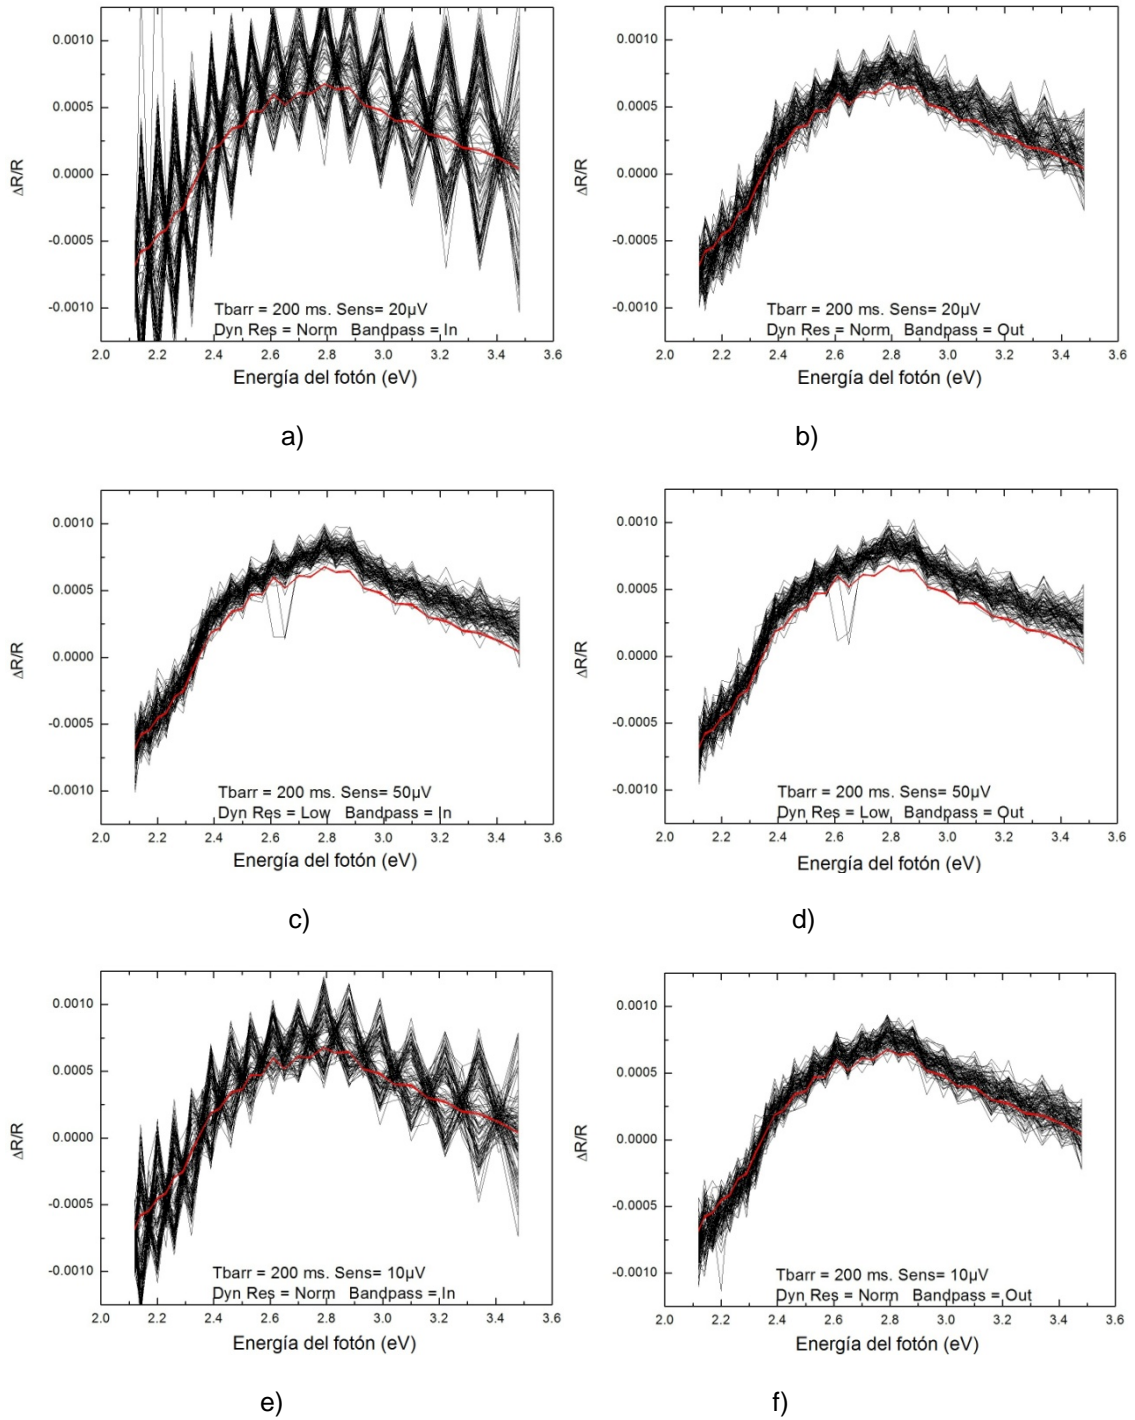 0.0010
0.0005
0.0000
-0.0005
-0.0010
ΔR/R
Tbarr = 200 ms. Sens= 20µV
Dyn Res = Norm Bandpass = In
2.0 2.2 2.4 2.6 2.8 3.0 3.2 3.4 3.6
Energía del fotón (eV)
a)
0.0010
0.0005
0.0000
-0.0005
-0.0010
ΔR/R
Tbarr = 200 ms. Sens= 20µV
Dyn Res = Norm, Bandpass = Out
2.0 2.2 2.4 2.6 2.8 3.0 3.2 3.4 3.6
Energía del fotón (eV)
b)
0.0010
0.0005
0.0000
-0.0005
-0.0010
ΔR/R
Tbarr = 200 ms. Sens= 50µV
Dyn Res = Low Bandpass = In
2.0 2.2 2.4 2.6 2.8 3.0 3.2 3.4 3.6
Energía del fotón (eV)
c)
0.0010
0.0005
0.0000
-0.0005
-0.0010
ΔR/R
Tbarr = 200 ms. Sens= 50µV
Dyn Res = Low Bandpass = Out
2.0 2.2 2.4 2.6 2.8 3.0 3.2 3.4 3.6
Energía del fotón (eV)
d)
0.0010
0.0005
0.0000
-0.0005
-0.0010
ΔR/R
Tbarr = 200 ms. Sens= 10µV
Dyn Res = Norm Bandpass = In
2.0 2.2 2.4 2.6 2.8 3.0 3.2 3.4 3.6
Energía del fotón (eV)
e)
0.0010
0.0005
0.0000
-0.0005
-0.0010
ΔR/R
Tbarr = 200 ms. Sens= 10µV
Dyn Res = Norm Bandpass = Out
2.0 2.2 2.4 2.6 2.8 3.0 3.2 3.4 3.6
Energía del fotón (eV)
f)